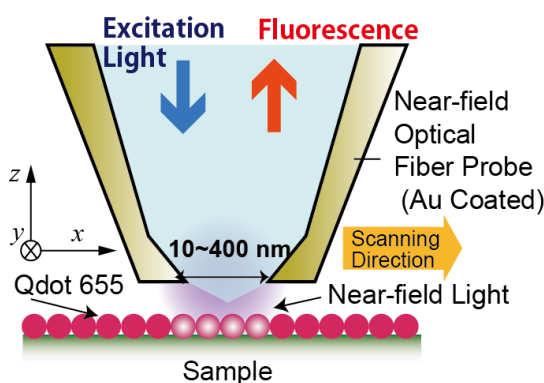 Excitation
Light
Fluorescence
Near-field
Optical
Fiber Probe
(Au Coated)
z
y
x
10~400 nm
Scanning
Direction
Qdot 655
Near-field Light
Sample